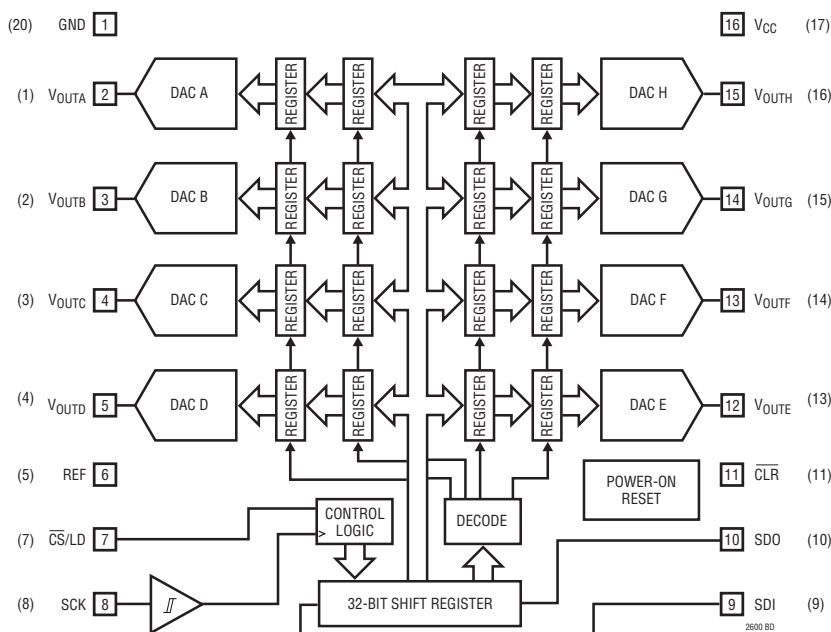 (20) GND 1 16 VCC (17)
(1) VOUTA 2 DAC A REGISTER REGISTER REGISTER REGISTER DAC H 15 VOUTH (16)
(2) VOUTB 3 DAC B REGISTER REGISTER REGISTER REGISTER DAC G 14 VOUTG (15)
(3) VOUTC 4 DAC C REGISTER REGISTER REGISTER REGISTER DAC F 13 VOUTF (14)
(4) VOUTD 5 DAC D REGISTER REGISTER REGISTER REGISTER DAC E 12 VOUTE (13)
(5) REF 6 POWER-ON RESET 11 C̅L̅R̅ (11)
(7) C̅S̅/LD 7 CONTROL LOGIC DECODE 10 SDO (10)
(8) SCK 8 32-BIT SHIFT REGISTER 9 SDI (9)
2600 BD